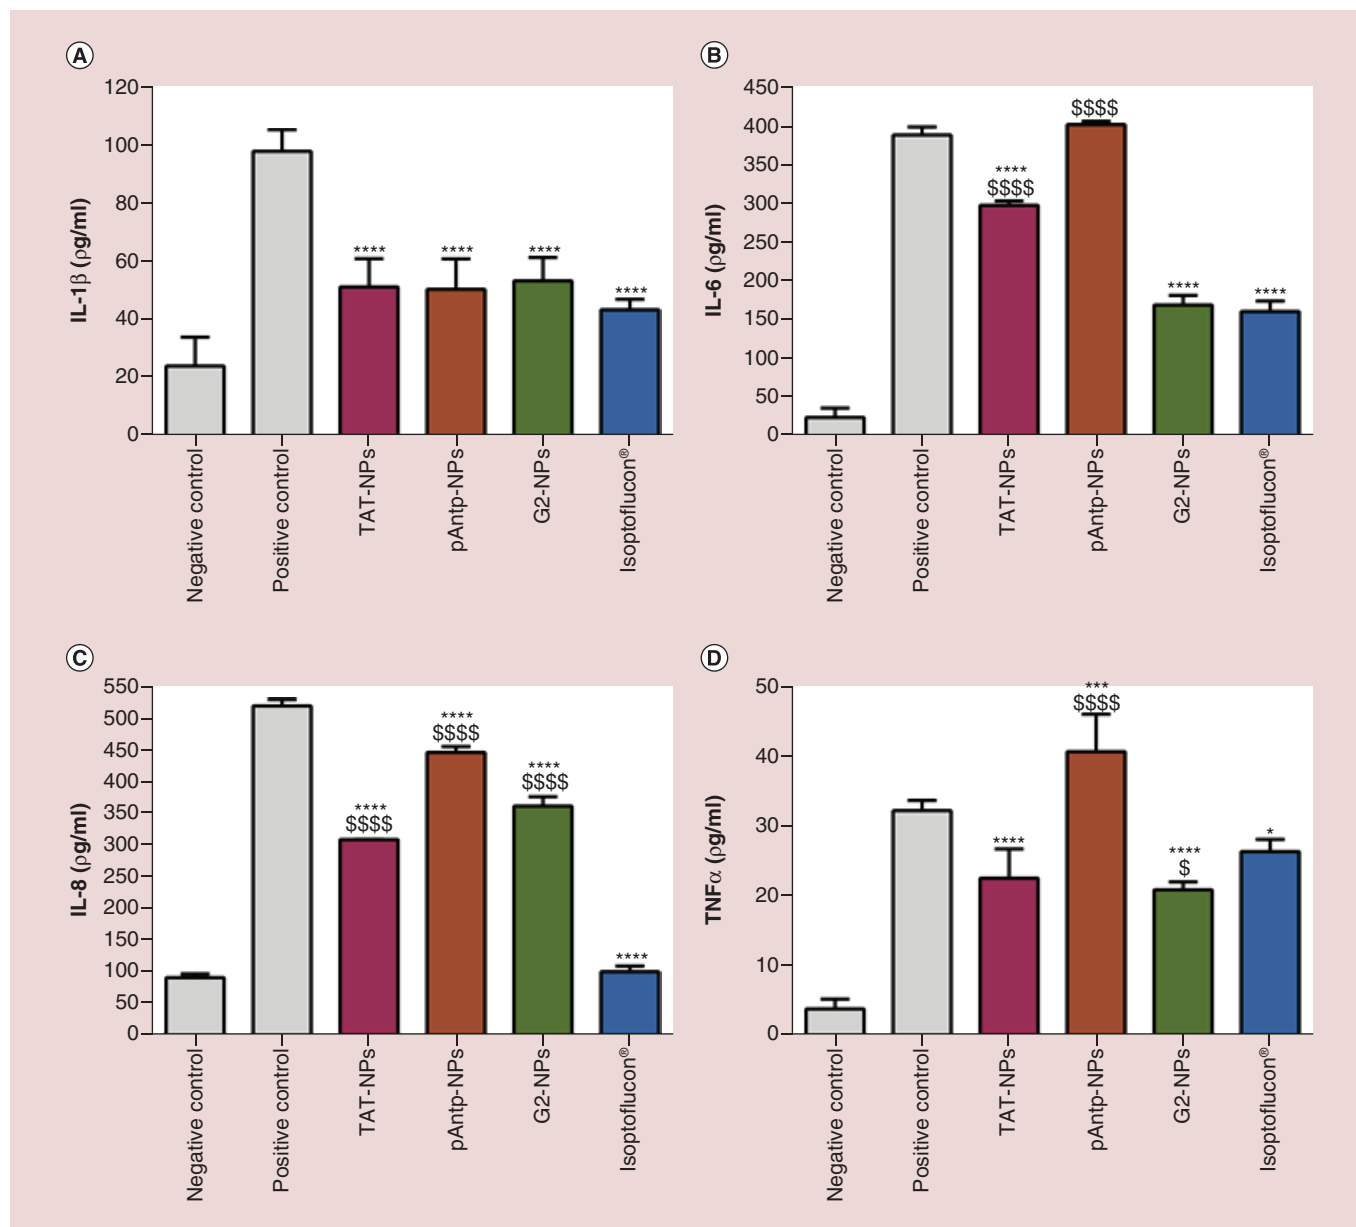 A
IL-1β (ρg/ml)
120
100
80
60
40
20
0
****
****
****
****
Negative control
Positive control
TAT-NPs
pAntp-NPs
G2-NPs
Isoptoflucon®
B
IL-6 (ρg/ml)
450
400
350
300
250
200
150
100
50
0
****
$$$$
$$$$
****
****
Negative control
Positive control
TAT-NPs
pAntp-NPs
G2-NPs
Isoptoflucon®
C
IL-8 (ρg/ml)
550
500
450
400
350
300
250
200
150
100
50
0
****
$$$$
****
$$$$
****
$$$$
****
Negative control
Positive control
TAT-NPs
pAntp-NPs
G2-NPs
Isoptoflucon®
D
TNFα (ρg/ml)
50
40
30
20
10
0
****
***
$$$$
****
$
*
Negative control
Positive control
TAT-NPs
pAntp-NPs
G2-NPs
Isoptoflucon®